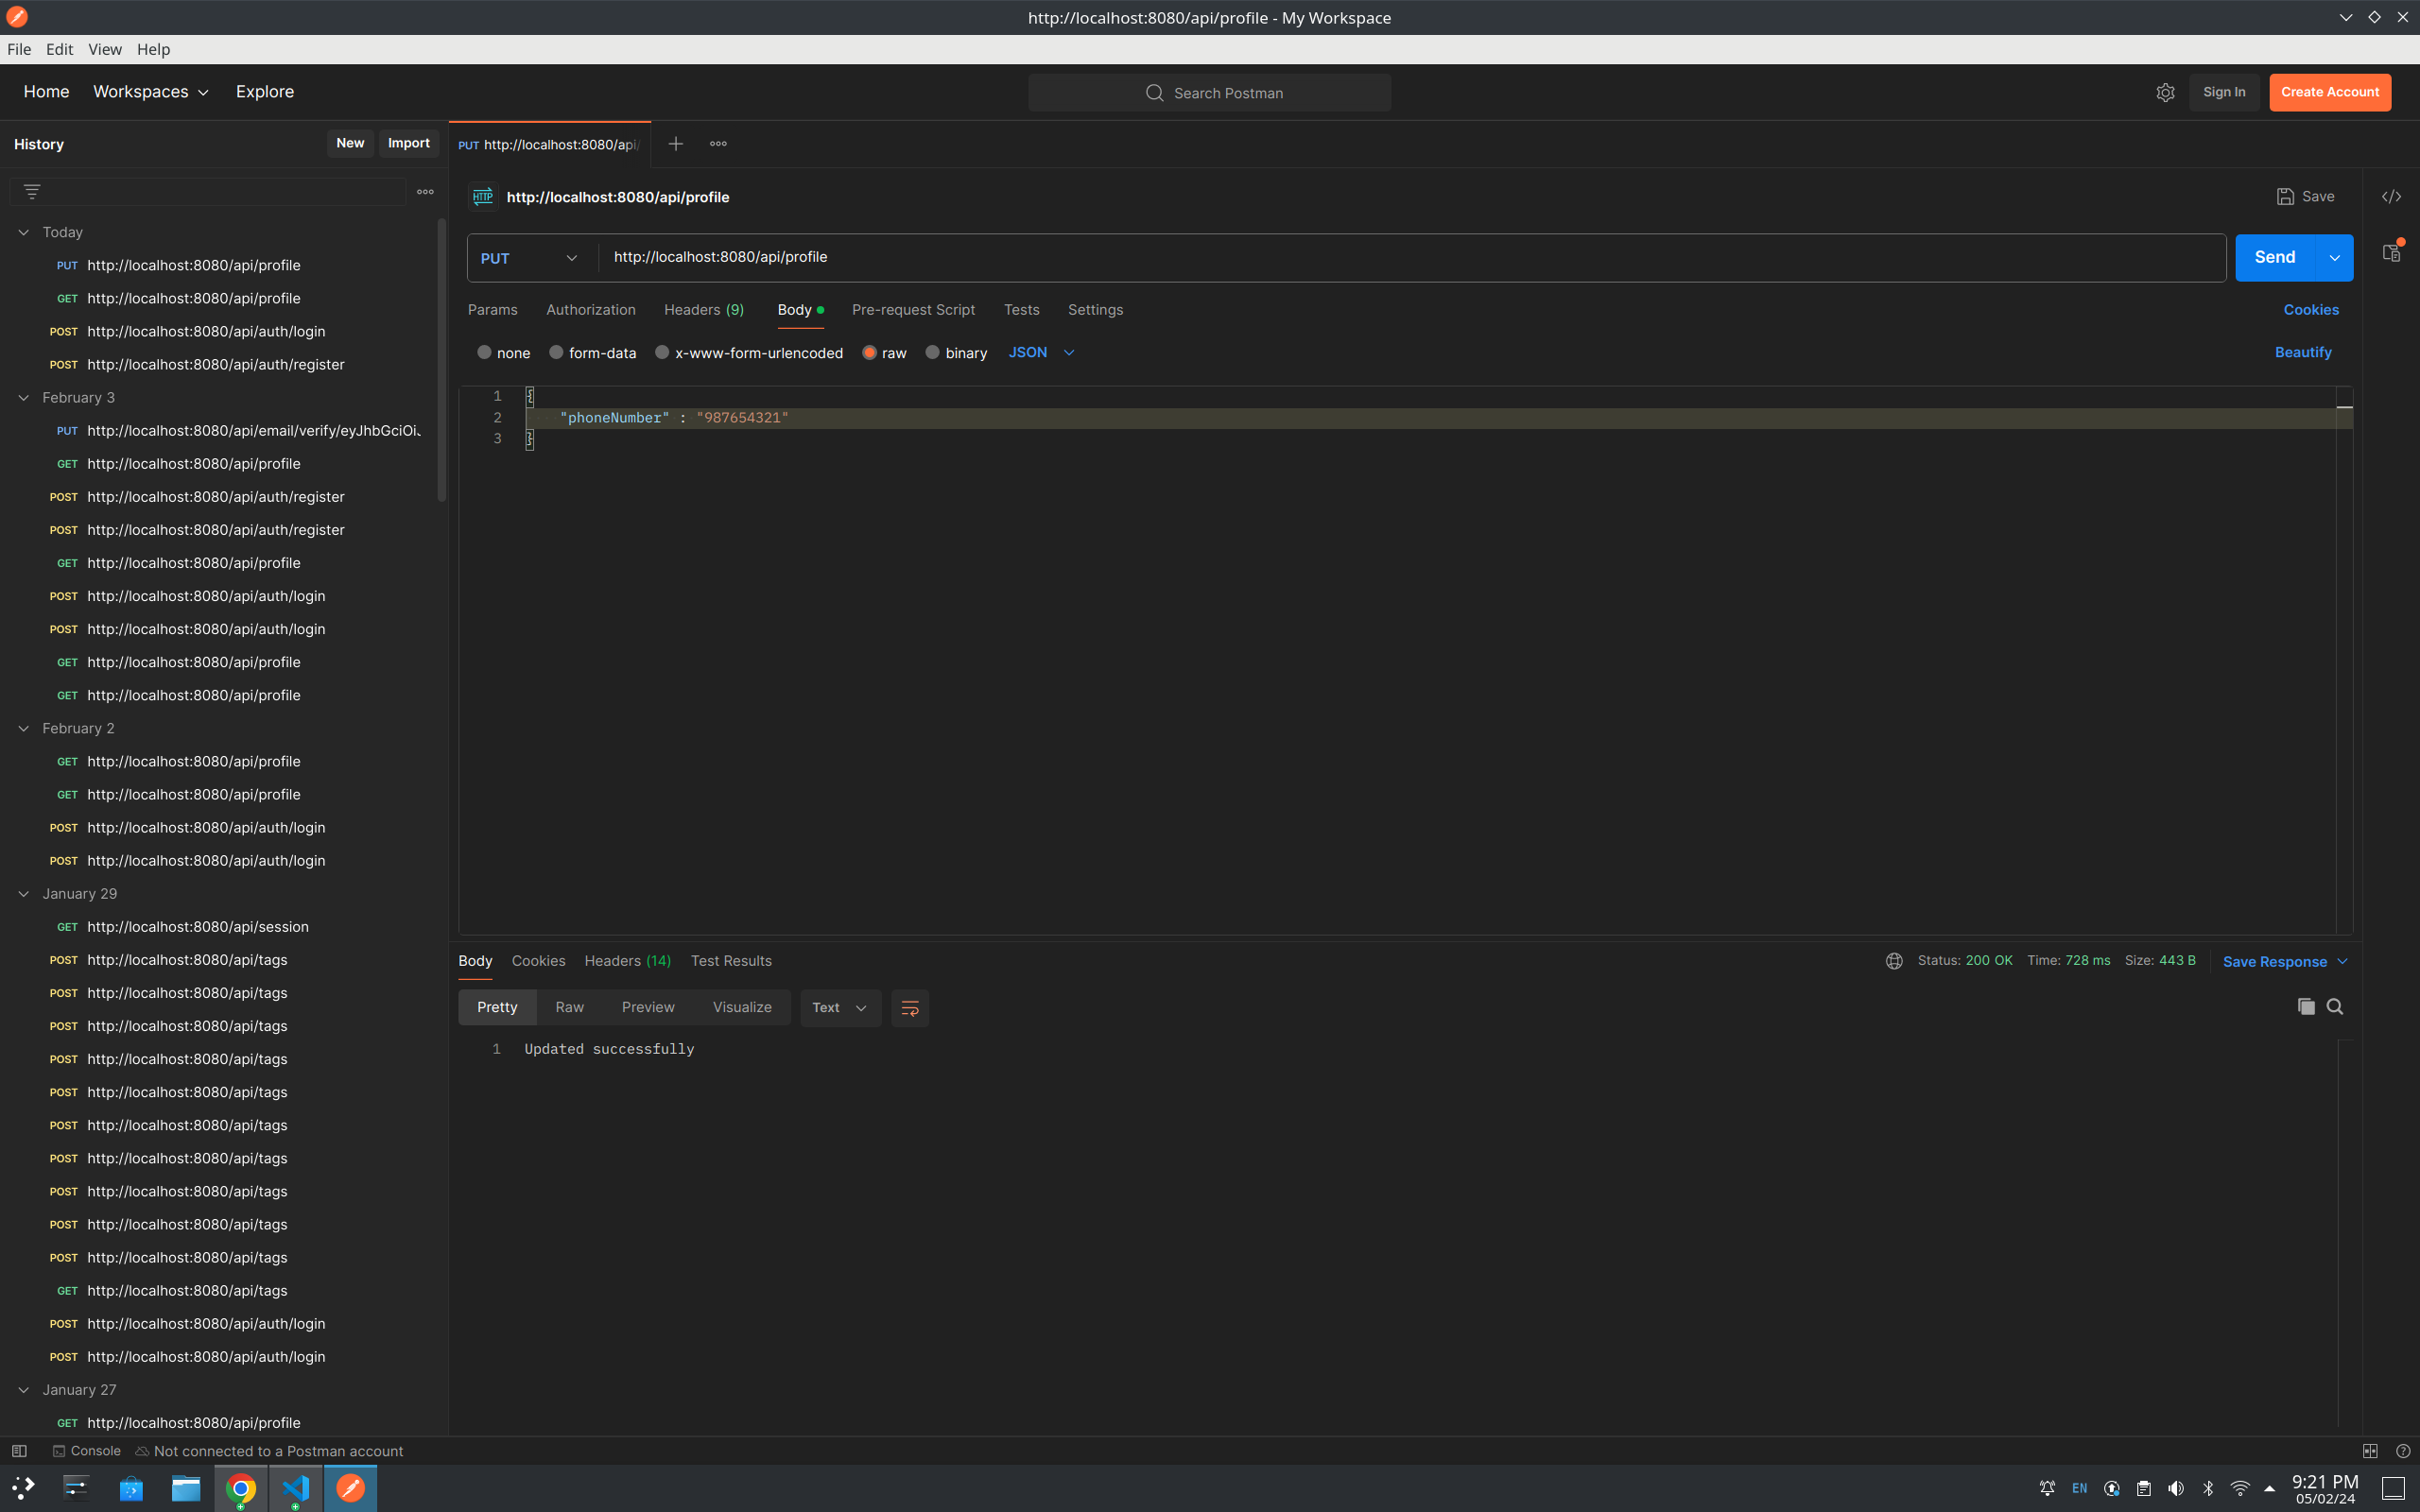 http://localhost:8080/api/profile - My Workspace
File Edit View Help
Home Workspaces Explore
Search Postman
Sign In
Create Account
History
New
Import
PUT http://localhost:8080/api/
HTTP http://localhost:8080/api/profile
Save
PUT http://localhost:8080/api/profile
Send
Params Authorization Headers (9) Body Pre-request Script Tests Settings
Cookies
none form-data x-www-form-urlencoded raw binary JSON
Beautify
1 {
2 "phoneNumber" : "987654321"
3 }
Today
PUT http://localhost:8080/api/profile
GET http://localhost:8080/api/profile
POST http://localhost:8080/api/auth/login
POST http://localhost:8080/api/auth/register
February 3
PUT http://localhost:8080/api/email/verify/eyJhbGciOi
GET http://localhost:8080/api/profile
POST http://localhost:8080/api/auth/register
POST http://localhost:8080/api/auth/register
GET http://localhost:8080/api/profile
POST http://localhost:8080/api/auth/login
POST http://localhost:8080/api/auth/login
GET http://localhost:8080/api/profile
GET http://localhost:8080/api/profile
February 2
GET http://localhost:8080/api/profile
GET http://localhost:8080/api/profile
POST http://localhost:8080/api/auth/login
POST http://localhost:8080/api/auth/login
January 29
GET http://localhost:8080/api/session
POST http://localhost:8080/api/tags
POST http://localhost:8080/api/tags
POST http://localhost:8080/api/tags
POST http://localhost:8080/api/tags
POST http://localhost:8080/api/tags
POST http://localhost:8080/api/tags
POST http://localhost:8080/api/tags
POST http://localhost:8080/api/tags
POST http://localhost:8080/api/tags
POST http://localhost:8080/api/tags
GET http://localhost:8080/api/tags
POST http://localhost:8080/api/auth/login
POST http://localhost:8080/api/auth/login
January 27
GET http://localhost:8080/api/profile
Body Cookies Headers (14) Test Results
Status: 200 OK Time: 728 ms Size: 443 B Save Response
Pretty Raw Preview Visualize Text
1 Updated successfully
Console Not connected to a Postman account
EN
9:21 PM
05/02/24